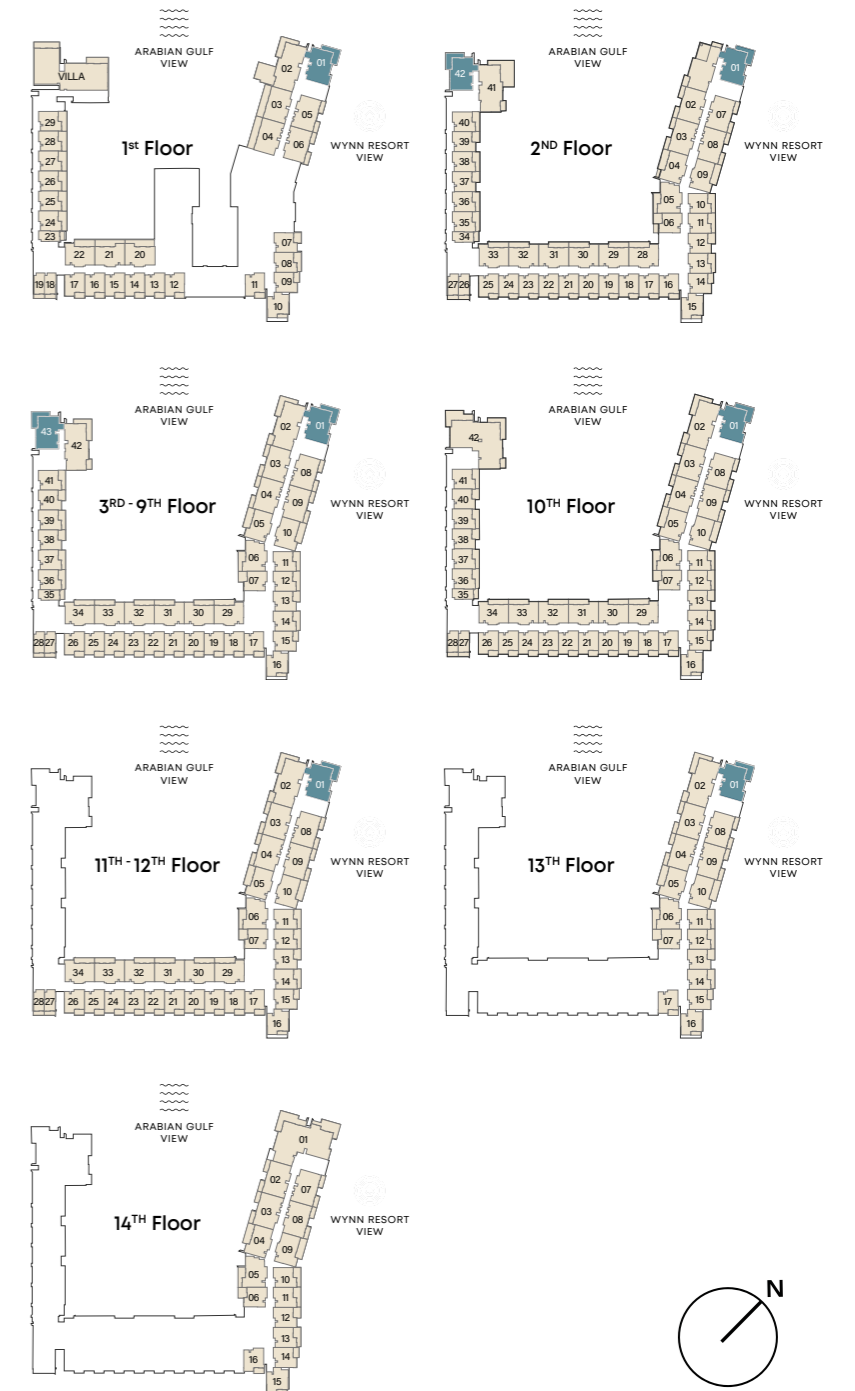 ARABIAN GULF
VIEW
ARABIAN GULF
VIEW
VILLA
01
02
03
04
05
06
29
28
27
26
25
24
23
1st Floor
WYNN RESORT
VIEW
22 21 20
07
08
09
10
19 18 17 16 15 14 13 12 11
42
41
01
02
03
04
05
06
07
08
09
10
11
12
13
14
15
40
39
38
37
36
35
34
2ND Floor
WYNN RESORT
VIEW
33 32 31 30 29 28
27 26 25 24 23 22 21 20 19 18 17 16
ARABIAN GULF
VIEW
ARABIAN GULF
VIEW
43
42
01
02
03
04
05
06
07
08
09
10
11
12
13
14
15
16
41
40
39
38
37
36
35
3RD - 9TH Floor
WYNN RESORT
VIEW
34 33 32 31 30 29
28 27 26 25 24 23 22 21 20 19 18 17
42
01
02
03
04
05
06
07
08
09
10
11
12
13
14
15
16
41
40
39
38
37
36
35
10TH Floor
WYNN RESORT
VIEW
34 33 32 31 30 29
28 27 26 25 24 23 22 21 20 19 18 17
ARABIAN GULF
VIEW
ARABIAN GULF
VIEW
01
02
03
04
05
06
07
08
09
10
11
12
13
14
15
16
11TH - 12TH Floor
WYNN RESORT
VIEW
34 33 32 31 30 29
28 27 26 25 24 23 22 21 20 19 18 17
01
02
03
04
05
06
07
08
09
10
11
12
13
14
15
16
17
13TH Floor
WYNN RESORT
VIEW
ARABIAN GULF
VIEW
01
02
03
04
05
06
07
08
09
10
11
12
13
14
15
16
14TH Floor
WYNN RESORT
VIEW
N